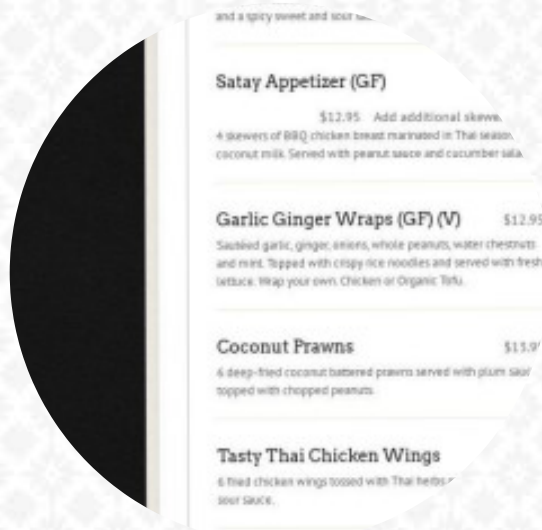 and a spicy sweet and sour
Satay Appetizer (GF)
$12.95 Add additional
4 skewers of BBQ chicken breast marinated in Thai
coconut milk. Served with peanut sauce and cucumber
Garlic Ginger Wraps (GF) (V) $12.95
Sautéed garlic, ginger, onions, whole peanuts, water chestnuts
and mint. Topped with crispy rice noodles and served with fresh
lettuce. Wrap your own. Chicken or Organic Tofu.
Coconut Prawns
6 deep-fried coconut battered prawns served with plum
topped with chopped peanuts.
Tasty Thai Chicken Wings
6 fried chicken wings tossed with Thai herbs
sour sauce.